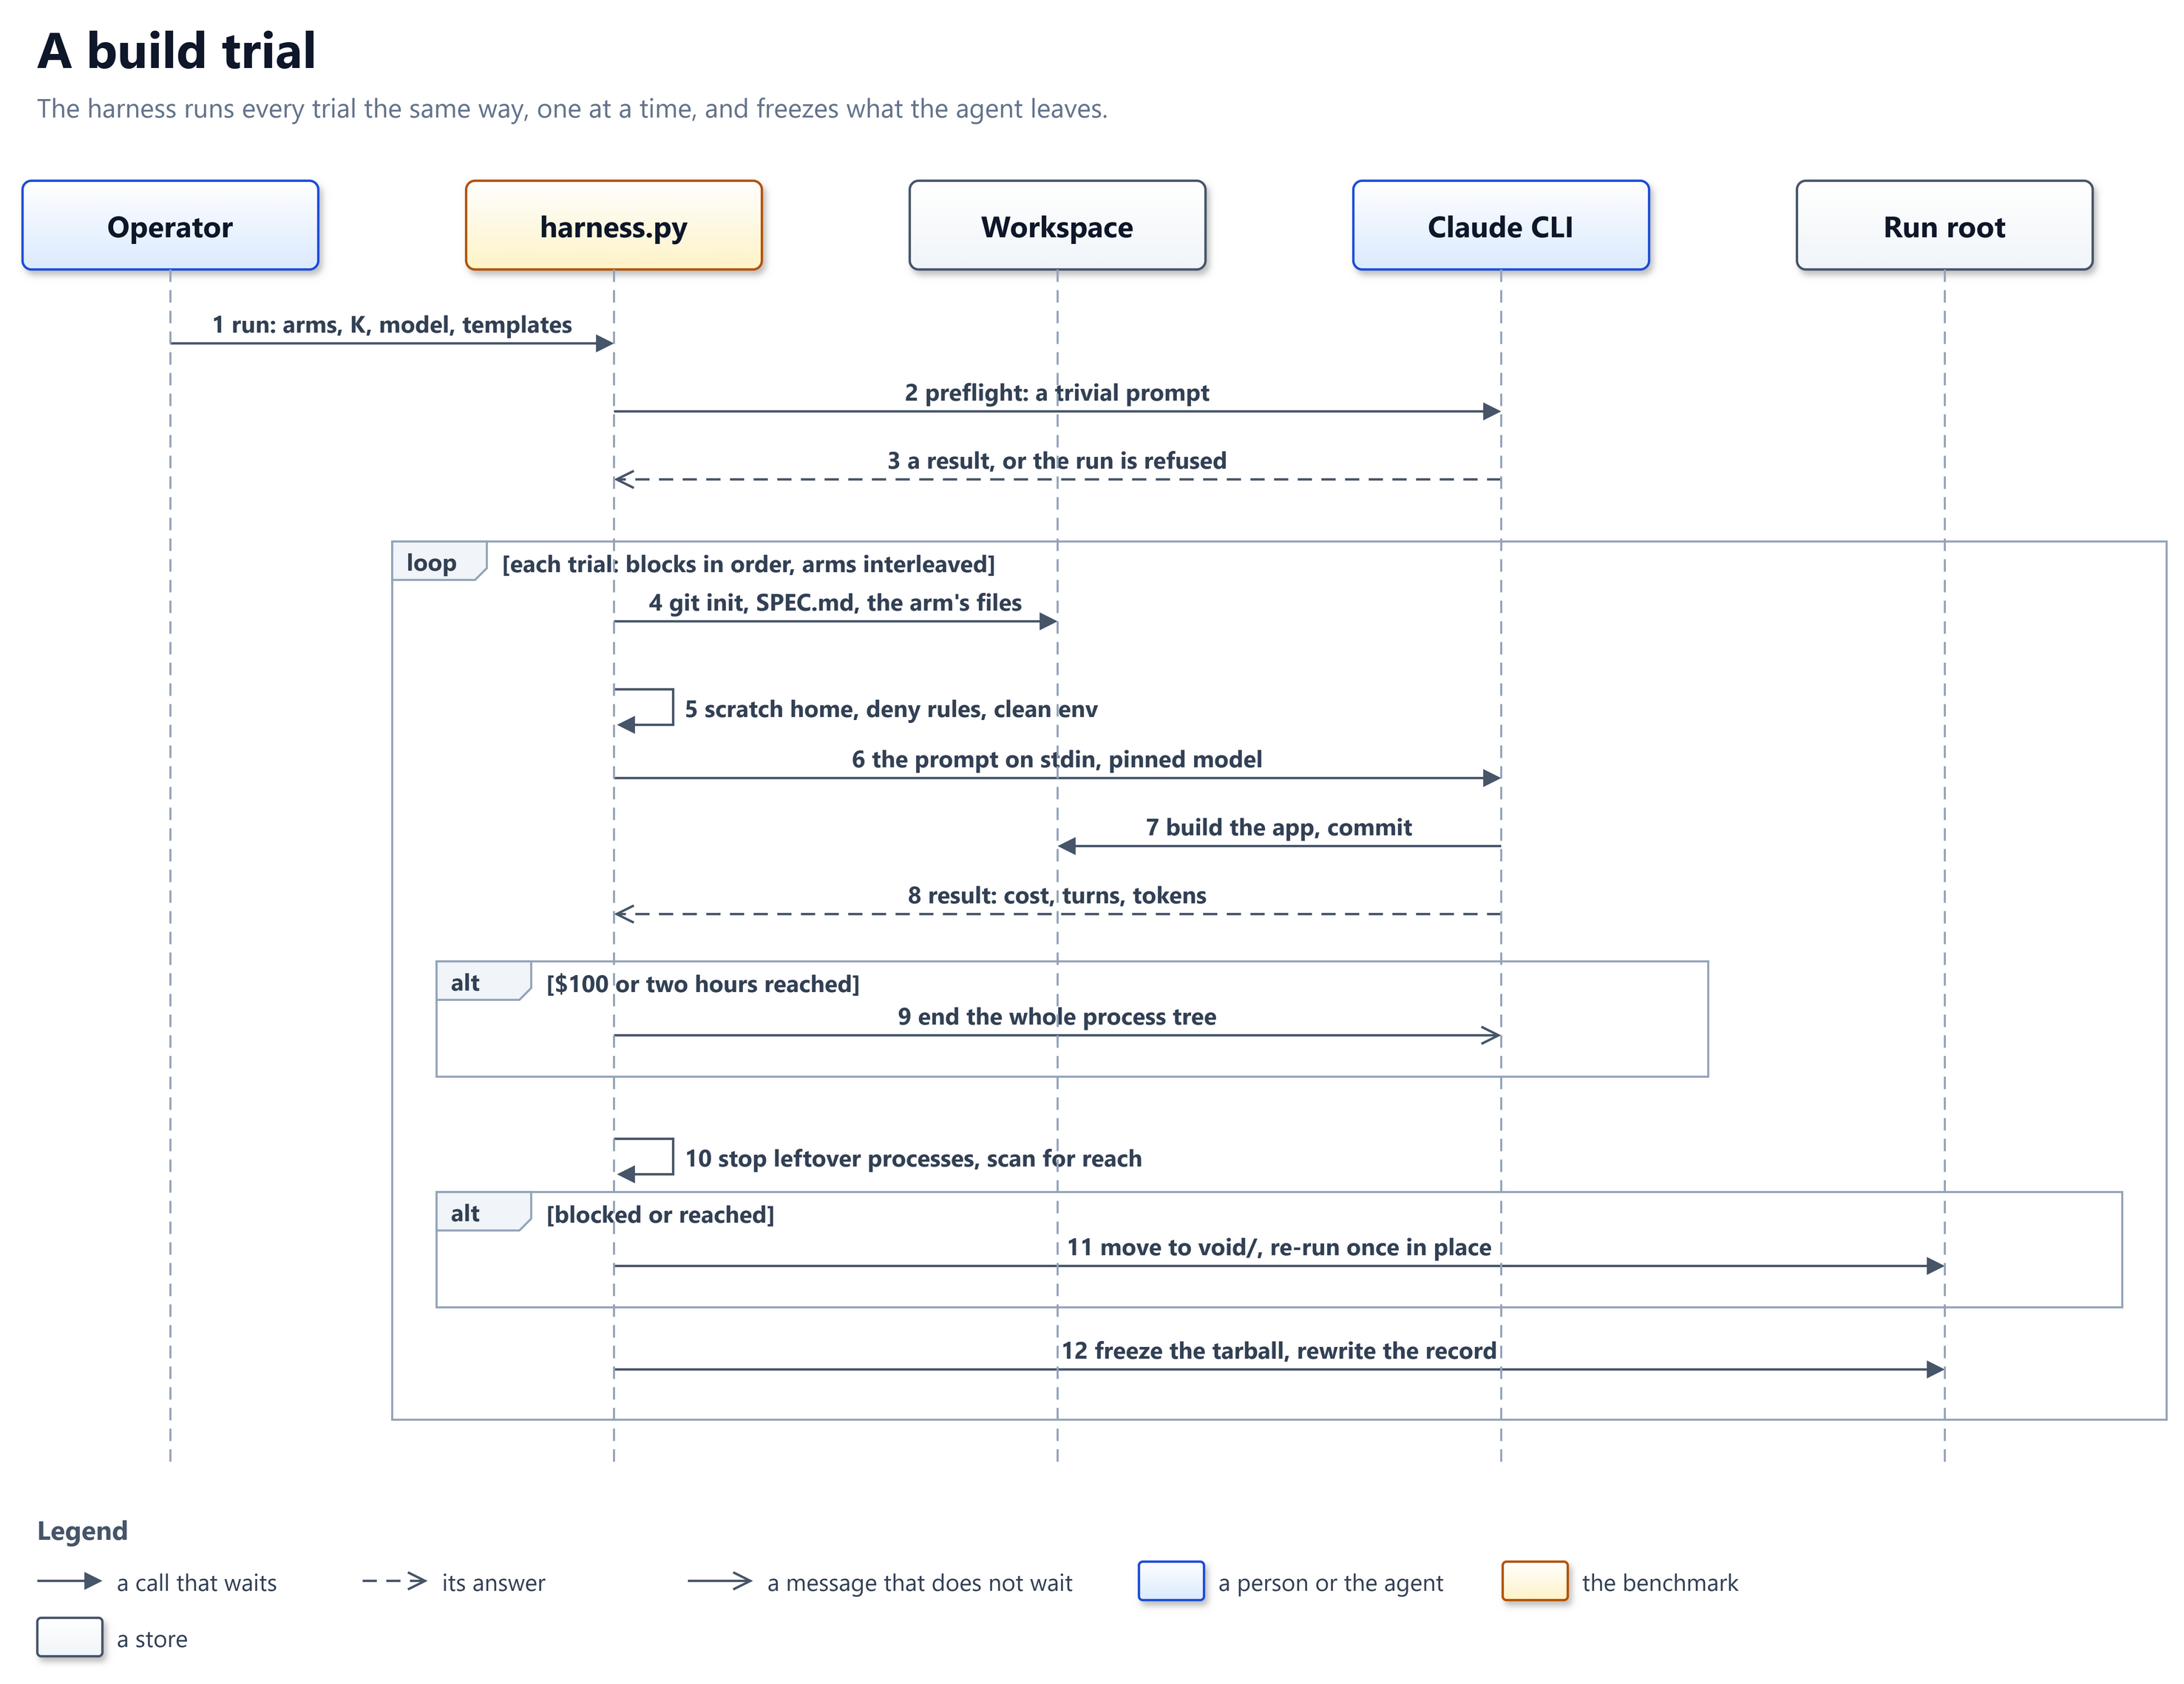 A build trial
The harness runs every trial the same way, one at a time, and freezes what the agent leaves.
Operator
harness.py
Workspace
Claude CLI
Run root
1 run: arms, K, model, templates
2 preflight: a trivial prompt
3 a result, or the run is refused
loop
[each trial: blocks in order, arms interleaved]
4 git init, SPEC.md, the arm's files
5 scratch home, deny rules, clean env
6 the prompt on stdin, pinned model
7 build the app, commit
8 result: cost, turns, tokens
alt
[$100 or two hours reached]
9 end the whole process tree
10 stop leftover processes, scan for reach
alt
[blocked or reached]
11 move to void/, re-run once in place
12 freeze the tarball, rewrite the record
Legend
a call that waits
its answer
a message that does not wait
a person or the agent
the benchmark
a store